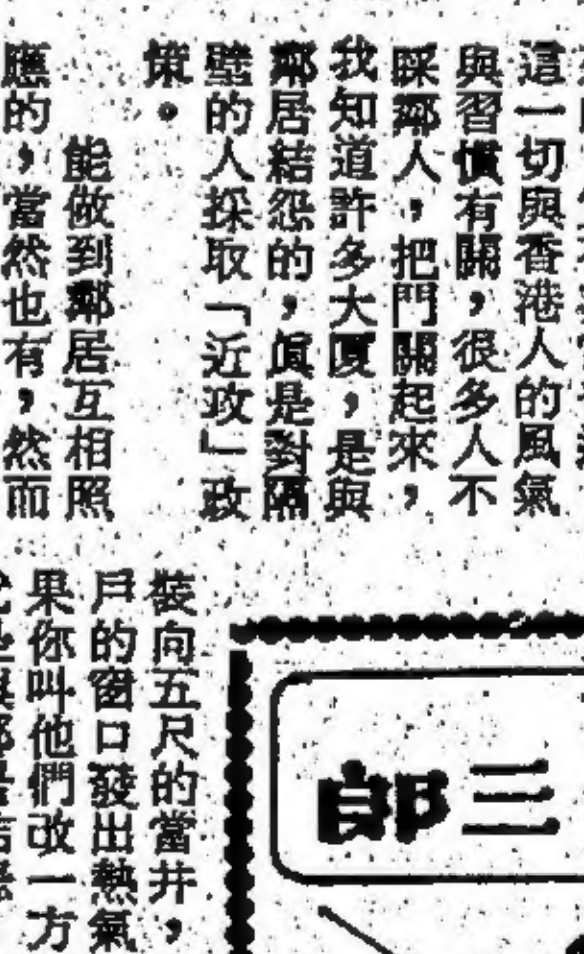 這一切與香港人的風氣
與習慣有關，很多人不
睬鄰人，把門關起來，
我知道許多大厦，是與
鄰居結怨的，眞是對隔
壁的人採取「近攻」政
策。
能做到鄰居互相照
應的，當然也有，然而
裝向五尺的當井，
戶的窗口發出熱氣
果你叫他們改一方
三郎